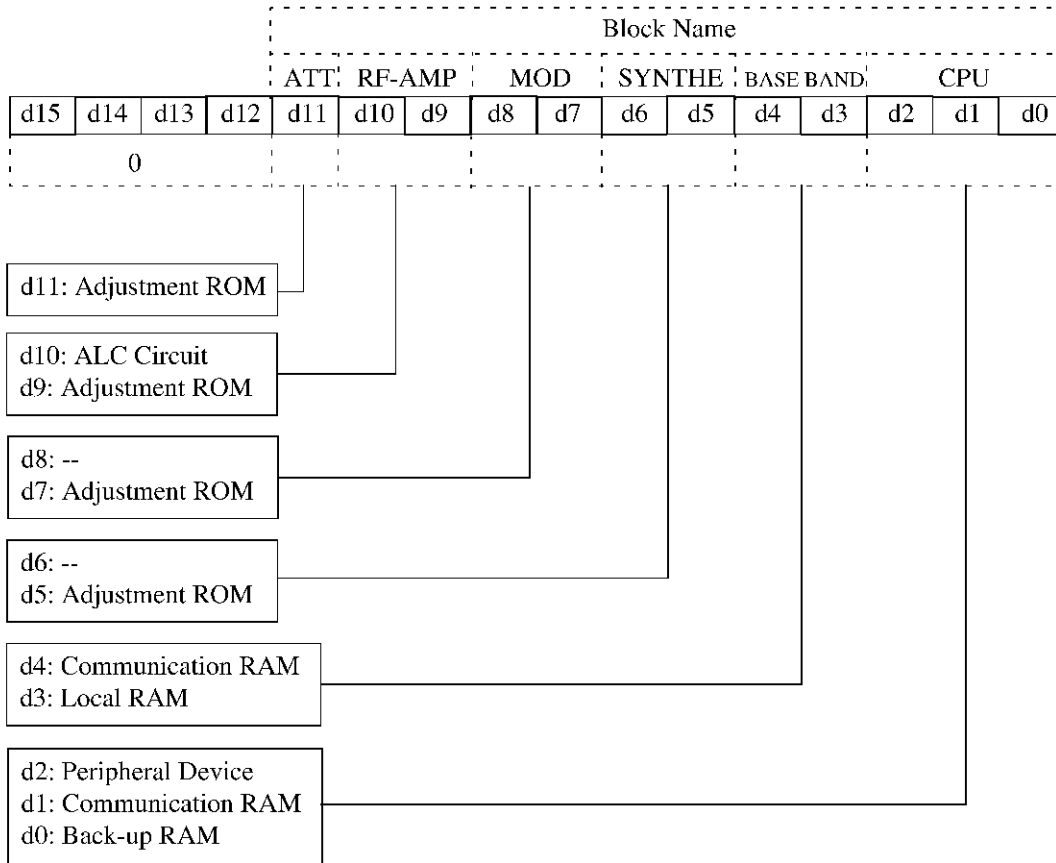 Block Name
ATT RF-AMP MOD SYNTHE BASE BAND CPU
d15 d14 d13 d12 d11 d10 d9 d8 d7 d6 d5 d4 d3 d2 d1 d0
0
d11: Adjustment ROM
d10: ALC Circuit
d9: Adjustment ROM
d8: --
d7: Adjustment ROM
d6: --
d5: Adjustment ROM
d4: Communication RAM
d3: Local RAM
d2: Peripheral Device
d1: Communication RAM
d0: Back-up RAM